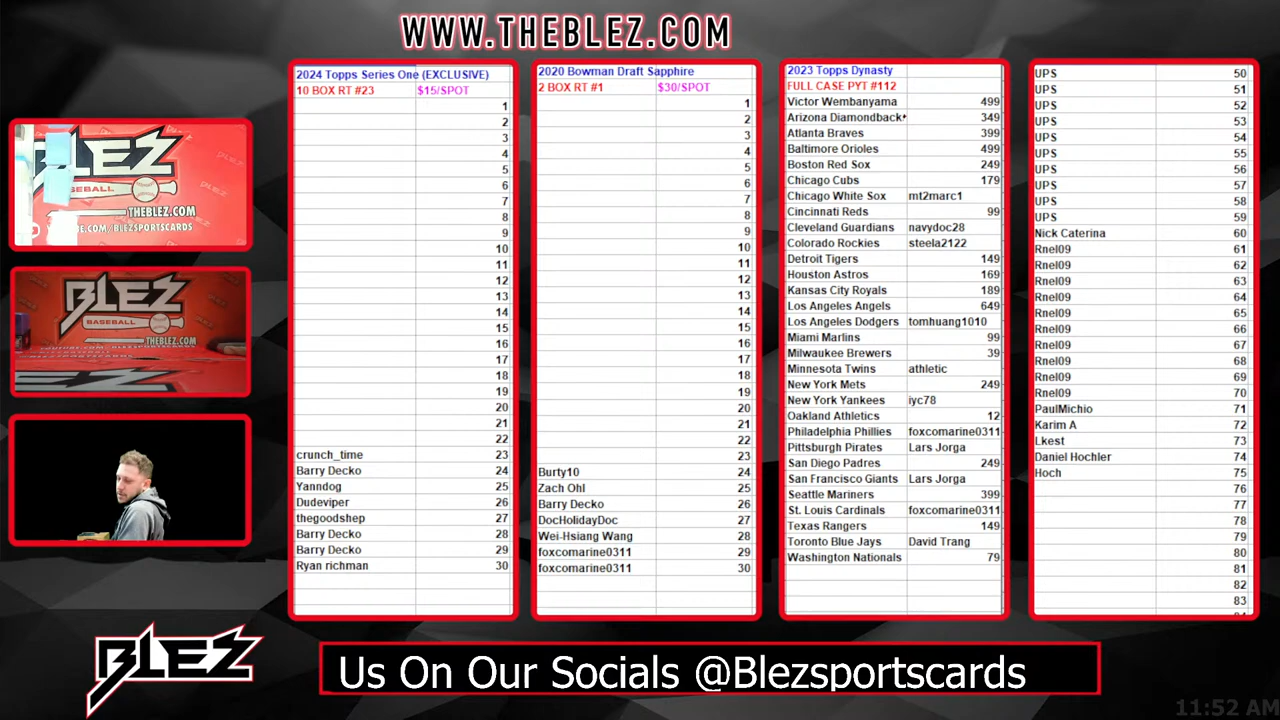 WWW.THEBLEZ.COM
2024 Topps Series One (EXCLUSIVE)
10 BOX RT #23 $15/SPOT
1
2
3
4
5
6
7
8
9
10
11
12
13
14
15
16
17
18
19
20
21
22
crunch_time 23
Barry Decko 24
Yanndog 25
Dudeviper 26
thegoodshep 27
Barry Decko 28
Barry Decko 29
Ryan richman 30
2020 Bowman Draft Sapphire
2 BOX RT #1 $30/SPOT
1
2
3
4
5
6
7
8
9
10
11
12
13
14
15
16
17
18
19
20
21
22
23
Burty10 24
Zach Ohl 25
Barry Decko 26
DocHolidayDoc 27
Wei-Hsiang Wang 28
foxcomarine0311 29
foxcomarine0311 30
2023 Topps Dynasty
FULL CASE PYT #112
Victor Wembanyama 499
Arizona Diamondback 349
Atlanta Braves 399
Baltimore Orioles 499
Boston Red Sox 249
Chicago Cubs 179
Chicago White Sox mt2marc1
Cincinnati Reds 99
Cleveland Guardians navydoc28
Colorado Rockies steela2122
Detroit Tigers 149
Houston Astros 169
Kansas City Royals 189
Los Angeles Angels 649
Los Angeles Dodgers tomhuang1010
Miami Marlins 99
Milwaukee Brewers 39
Minnesota Twins athletic
New York Mets 249
New York Yankees iyc78
Oakland Athletics 12
Philadelphia Phillies foxcomarine0311
Pittsburgh Pirates Lars Jorga
San Diego Padres 249
San Francisco Giants Lars Jorga
Seattle Mariners 399
St. Louis Cardinals foxcomarine0311
Texas Rangers 149
Toronto Blue Jays David Trang
Washington Nationals 79
UPS 50
UPS 51
UPS 52
UPS 53
UPS 54
UPS 55
UPS 56
UPS 57
UPS 58
UPS 59
Nick Caterina 60
Rnel09 61
Rnel09 62
Rnel09 63
Rnel09 64
Rnel09 65
Rnel09 66
Rnel09 67
Rnel09 68
Rnel09 69
Rnel09 70
PaulMichio 71
Karim A 72
Lkest 73
Daniel Hochler 74
Hoch 75
76
77
78
79
80
81
82
83
BLEZ
THEBLEZ.COM
BLEZ
BASEBALL
THEBLEZ.COM
BLEZ
Us On Our Socials @Blezsportscards
11:52 AM